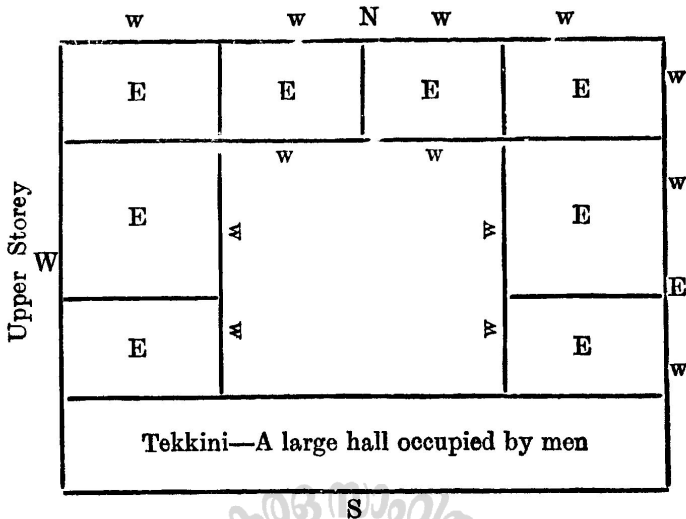 w w N w w
E E E E w
w w
Upper Storey
W
E w w E w
E
E w w E w
Tekkini—A large hall occupied by men
S